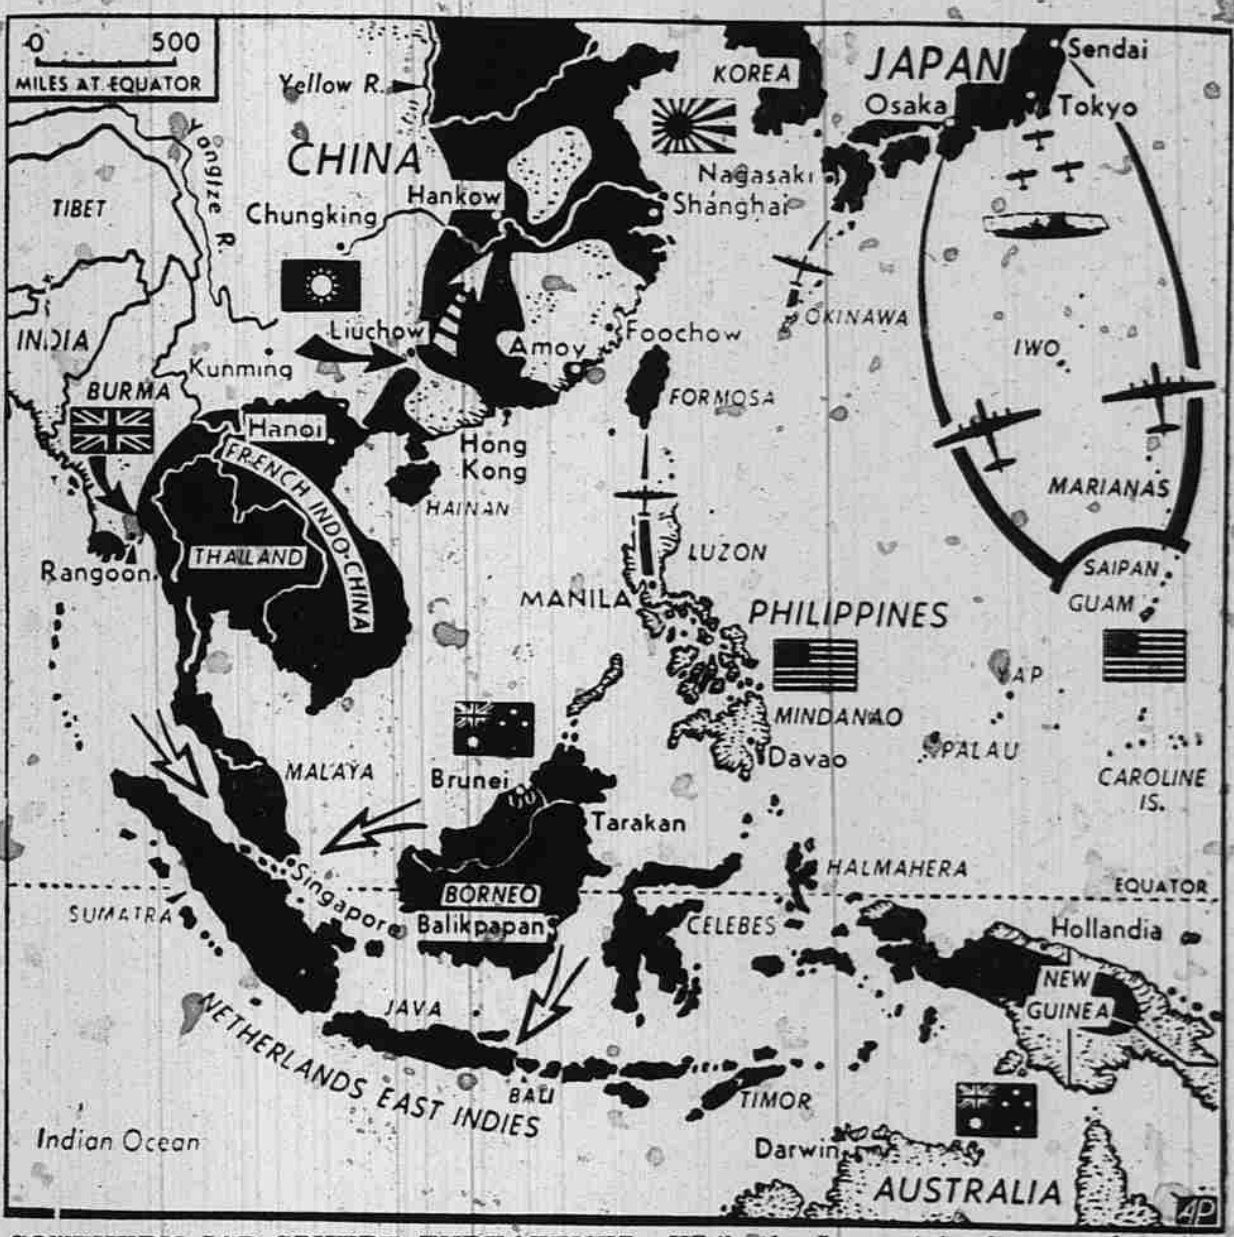 0 500
MILES AT EQUATOR
Yellow R.
KOREA
JAPAN
Sendai
Osaka
Tokyo
Yangtze R.
CHINA
Hankow
Nagasaki
Shanghai
TIBET
Chungking
OKINAWA
INDIA
Liuchow
Foochow
Amoy
IWO
Kunming
BURMA
FORMOSA
Hanoi
Hong
Kong
MARIANAS
FRENCH INDO-CHINA
HAINAN
THAILAND
LUZON
Rangoon
SAIPAN
GUAM
MANILA
PHILIPPINES
YAP
MINDANAO
PALAU
Davao
MALAYA
Brunei
CAROLINE
IS.
Tarakan
HALMAHERA
EQUATOR
Singapore
BORNEO
SUMATRA
Balikpapan
CELEBES
Hollandia
NEW
GUINEA
JAVA
NETHERLANDS EAST INDIES
BALI
TIMOR
Indian Ocean
Darwin
AUSTRALIA
AP